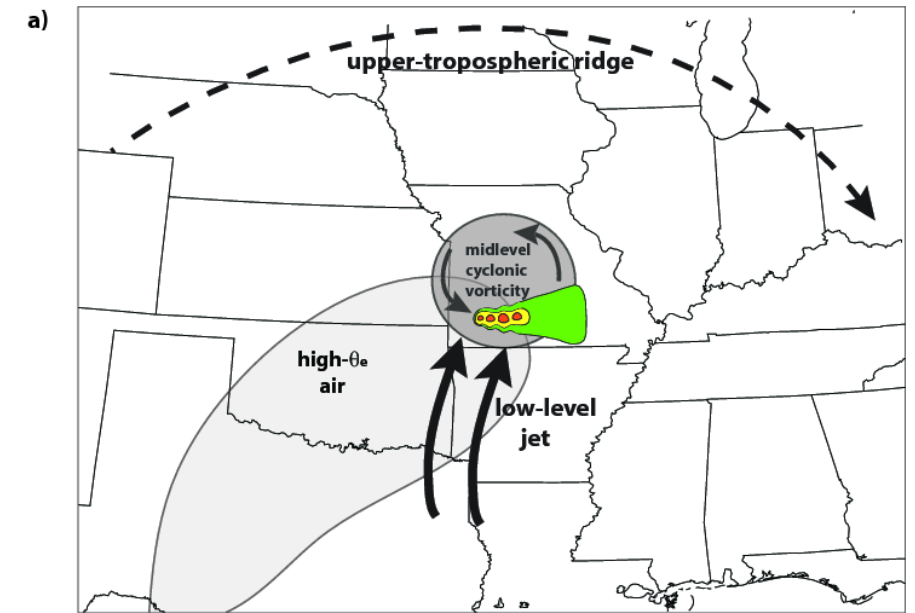 a)
upper-tropospheric ridge
midlevel
cyclonic
vorticity
high-θe
air
low-level
jet